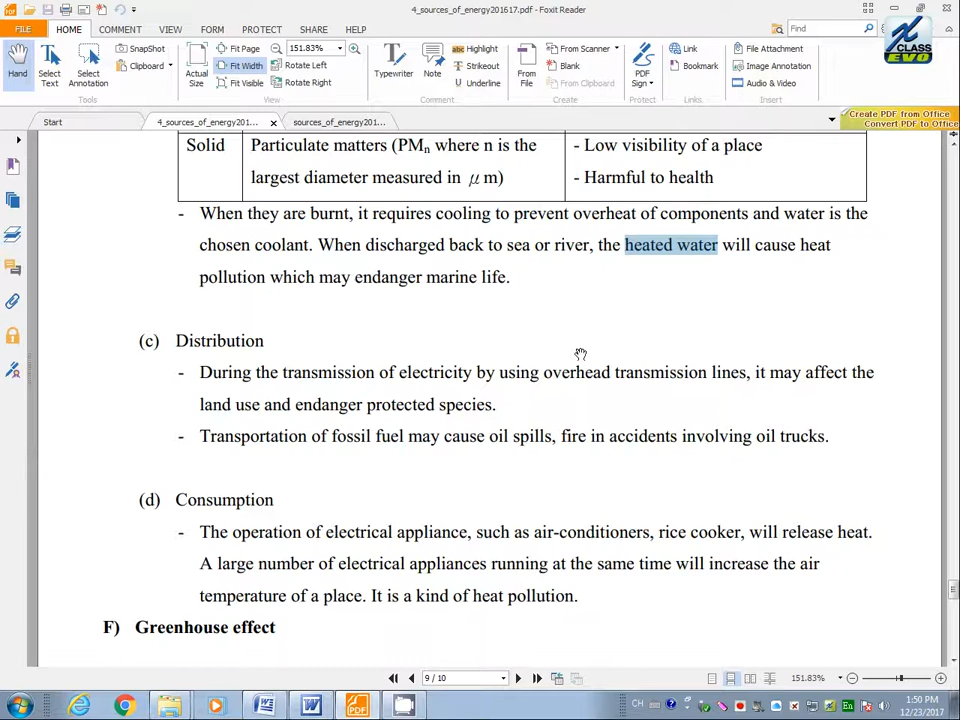 4_sources_of_energy201617.pdf - Foxit Reader
FILE HOME COMMENT VIEW FORM PROTECT SHARE HELP
Find
CLASS
EVO
Hand
Select
Text
Select
Annotation
SnapShot
Clipboard
Tools
Actual
Size
Fit Page
Fit Width
Fit Visible
151.83%
Rotate Left
Rotate Right
View
Typewriter
Note
Highlight
Strikeout
Underline
Comment
From
File
From Scanner
Blank
From Clipboard
Create
PDF
Sign
Protect
Link
Bookmark
Links
File Attachment
Image Annotation
Audio & Video
Insert
Start
4_sources_of_energy201...
sources_of_energy201...
Create PDF from Office
Convert PDF to Office
Solid
Particulate matters (PMn where n is the
largest diameter measured in μm)
- Low visibility of a place
- Harmful to health
- When they are burnt, it requires cooling to prevent overheat of components and water is the
chosen coolant. When discharged back to sea or river, the heated water will cause heat
pollution which may endanger marine life.
(c) Distribution
- During the transmission of electricity by using overhead transmission lines, it may affect the
land use and endanger protected species.
- Transportation of fossil fuel may cause oil spills, fire in accidents involving oil trucks.
(d) Consumption
- The operation of electrical appliance, such as air-conditioners, rice cooker, will release heat.
A large number of electrical appliances running at the same time will increase the air
temperature of a place. It is a kind of heat pollution.
F) Greenhouse effect
9 / 10
151.83%
CH
En
1:50 PM
12/23/2017